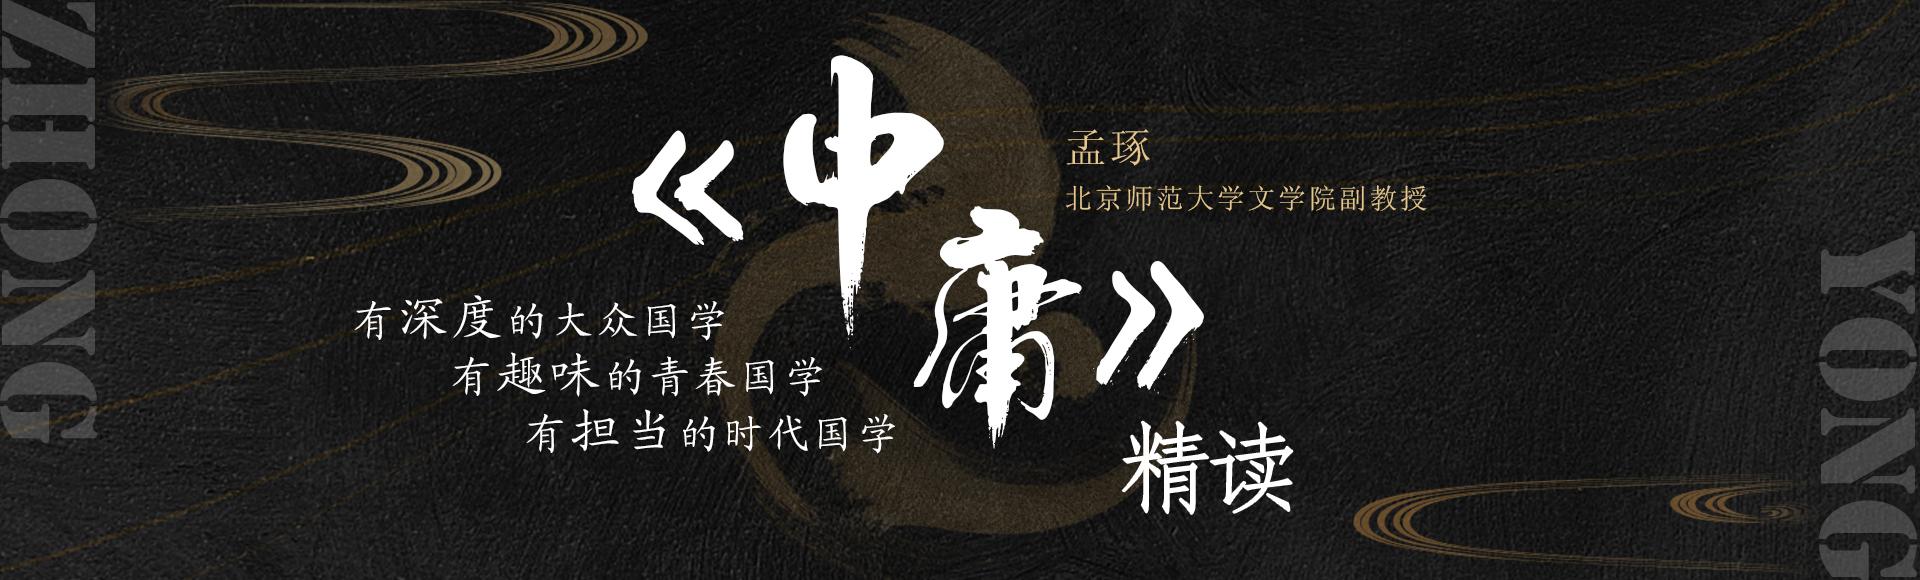 ZHONG
《中庸》
精读
孟琢
北京师范大学文学院副教授
有深度的大众国学
有趣味的青春国学
有担当的时代国学
YONG